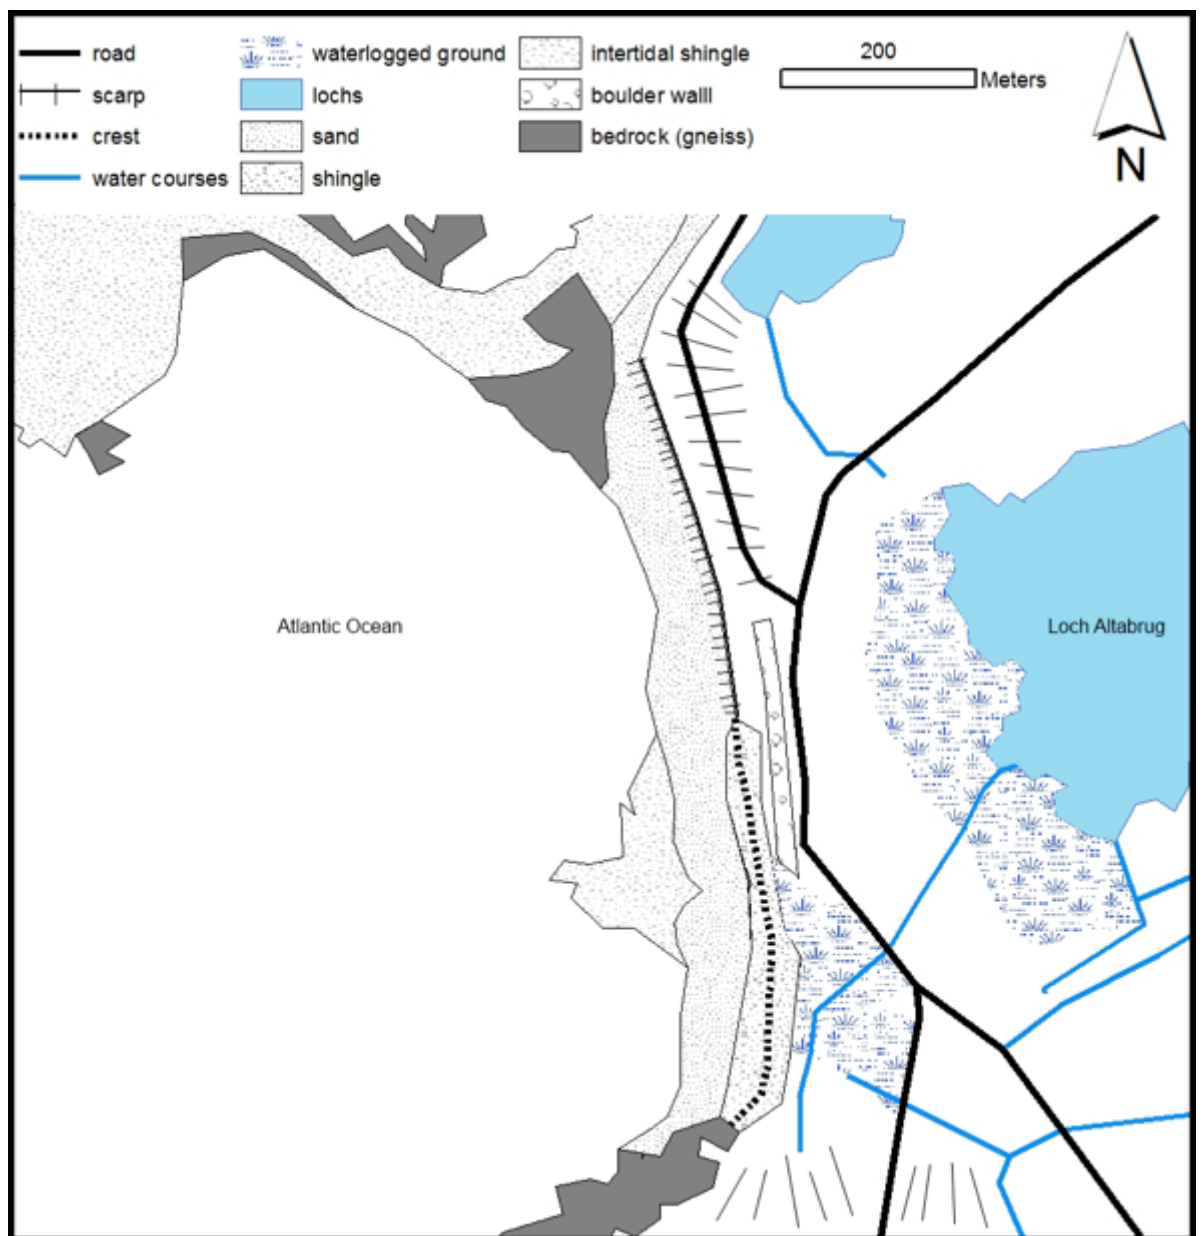 road
scarp
crest
water courses
waterlogged ground
lochs
sand
shingle
intertidal shingle
boulder walll
bedrock (gneiss)
200
Meters
N
Atlantic Ocean
Loch Altabrug